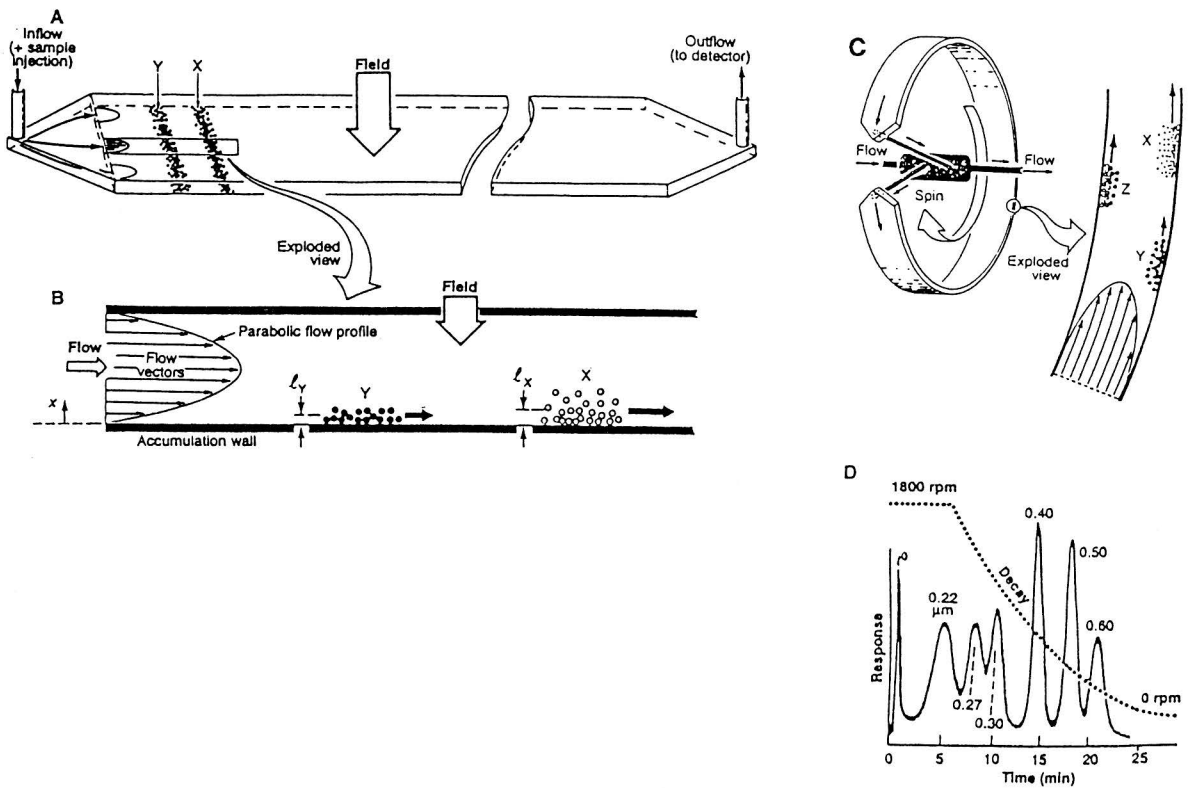 A
Inflow
(+ sample
injection)
Y
X
Field
Outflow
(to detector)
Exploded
view
B
Field
Parabolic flow profile
Flow
Flow
vectors
x
ℓY
Y
ℓX
X
Accumulation wall
C
Flow
Flow
Spin
Exploded
view
X
Z
Y
D
1800 rpm
Decay
0 rpm
0.22
µm
0.27
0.30
0.40
0.50
0.60
Response
0 5 10 15 20 25
Time (min)